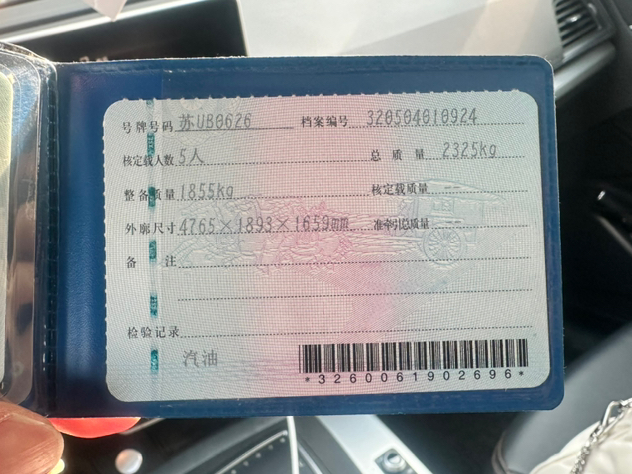 号牌号码 苏UB0626 档案编号 320504010924
核定载人数 5人 总质量 2325kg
整备质量 1855kg 核定载质量
外廓尺寸 4765×1893×1659mm 准牵引总质量
备注
检验记录
汽油
*3260061902696*